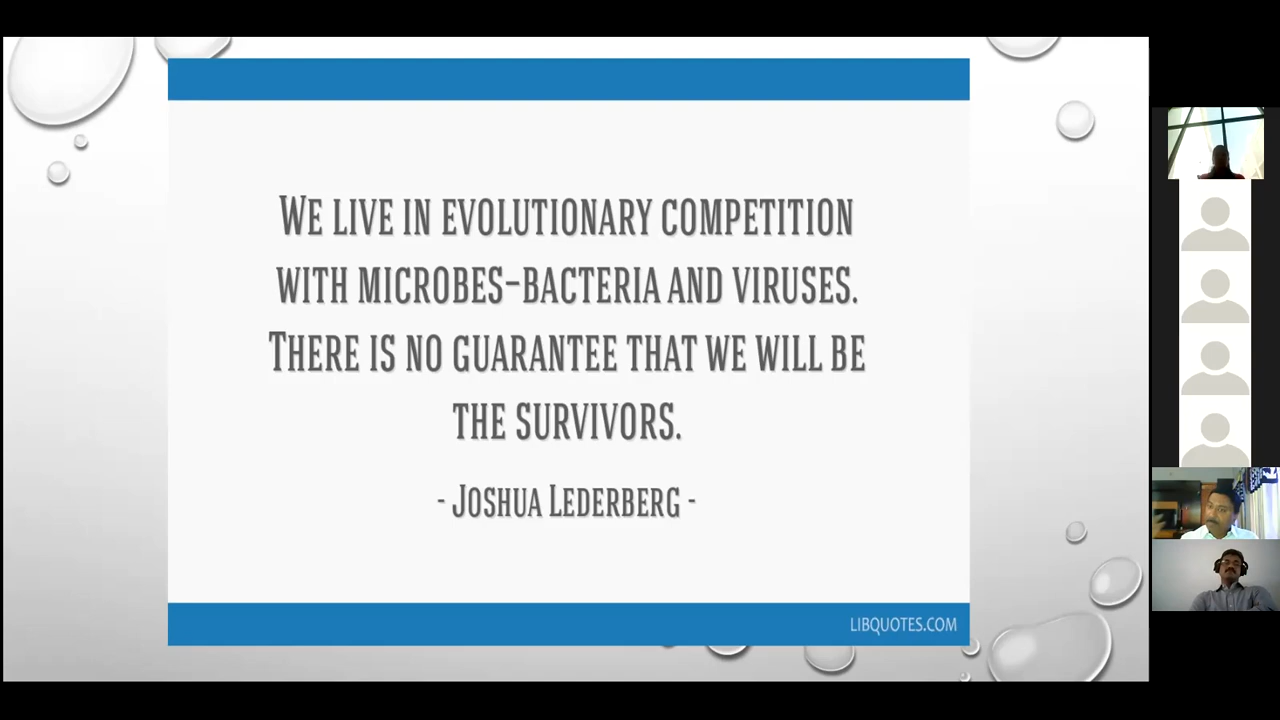 We live in evolutionary competition
with microbes–bacteria and viruses.
There is no guarantee that we will be
the survivors.
- Joshua Lederberg -
LIBQUOTES.COM